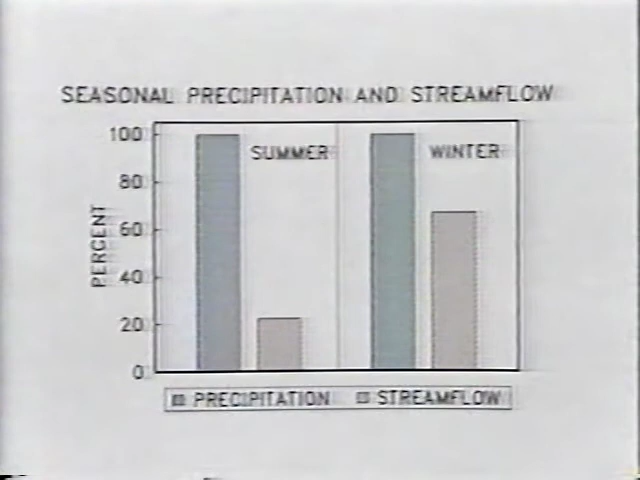 SEASONAL PRECIPITATION AND STREAMFLOW
100
SUMMER
WINTER
80
60
40
20
0
PERCENT
PRECIPITATION
STREAMFLOW